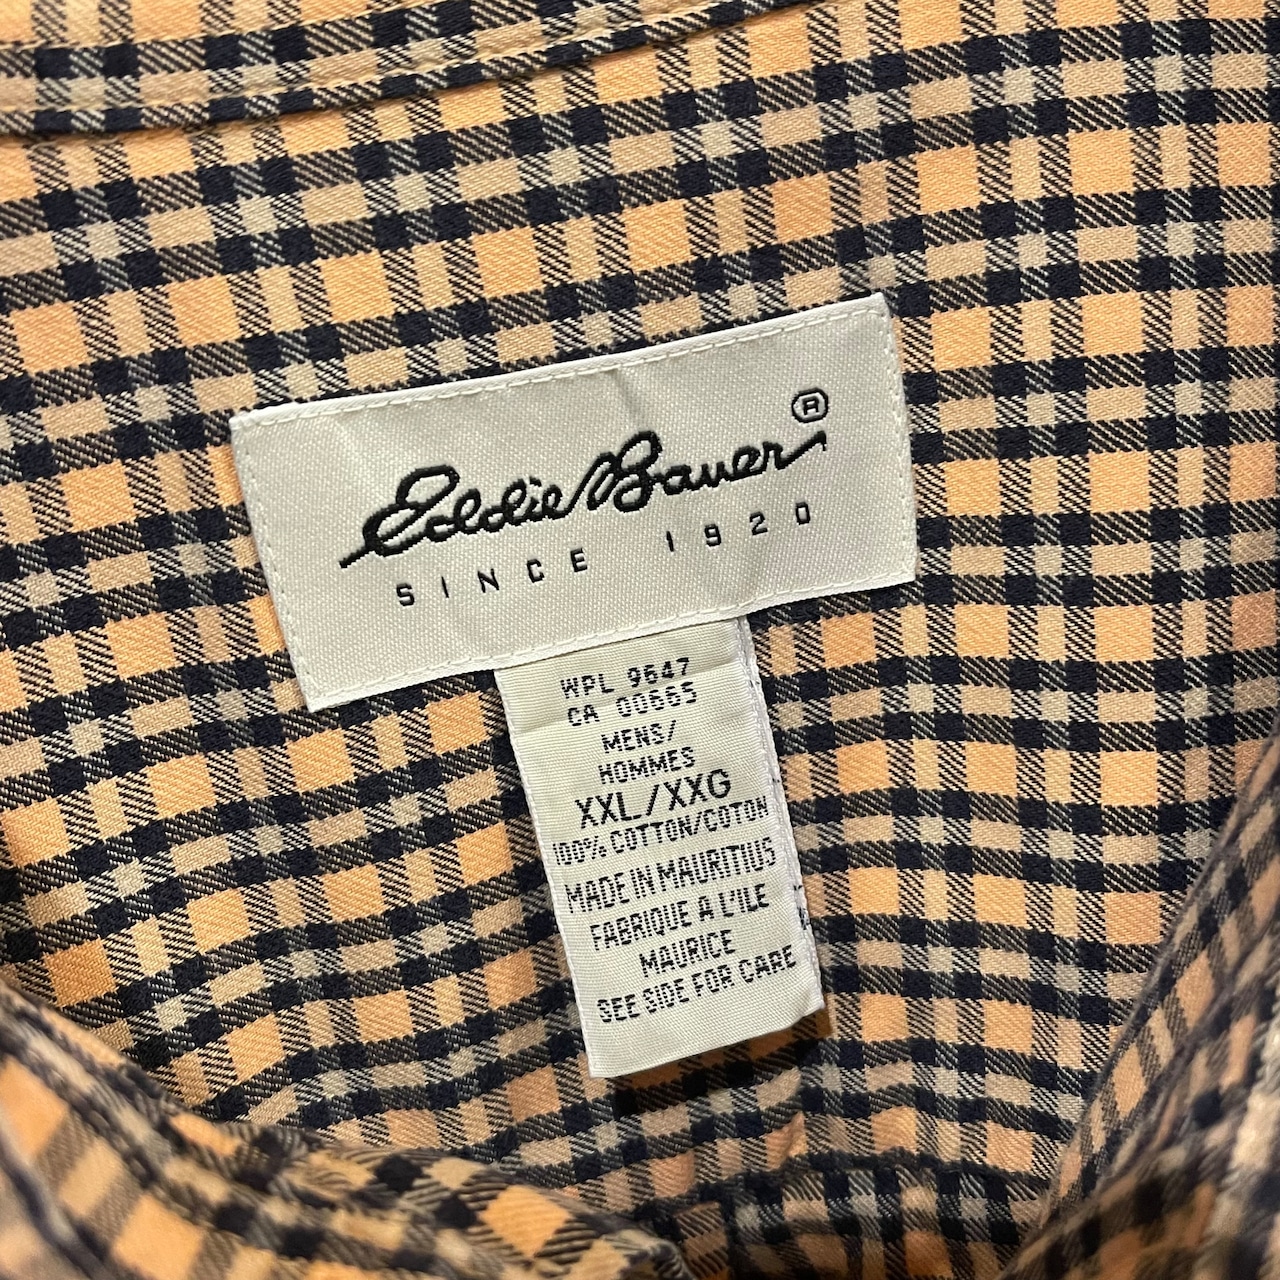 Eddie Bauer®
SINCE 1920
WPL 9647
CA 00665
MENS/
HOMMES
XXL/XXG
100% COTTON/COTON
MADE IN MAURITIUS
FABRIQUE A L'ILE
MAURICE
SEE SIDE FOR CARE